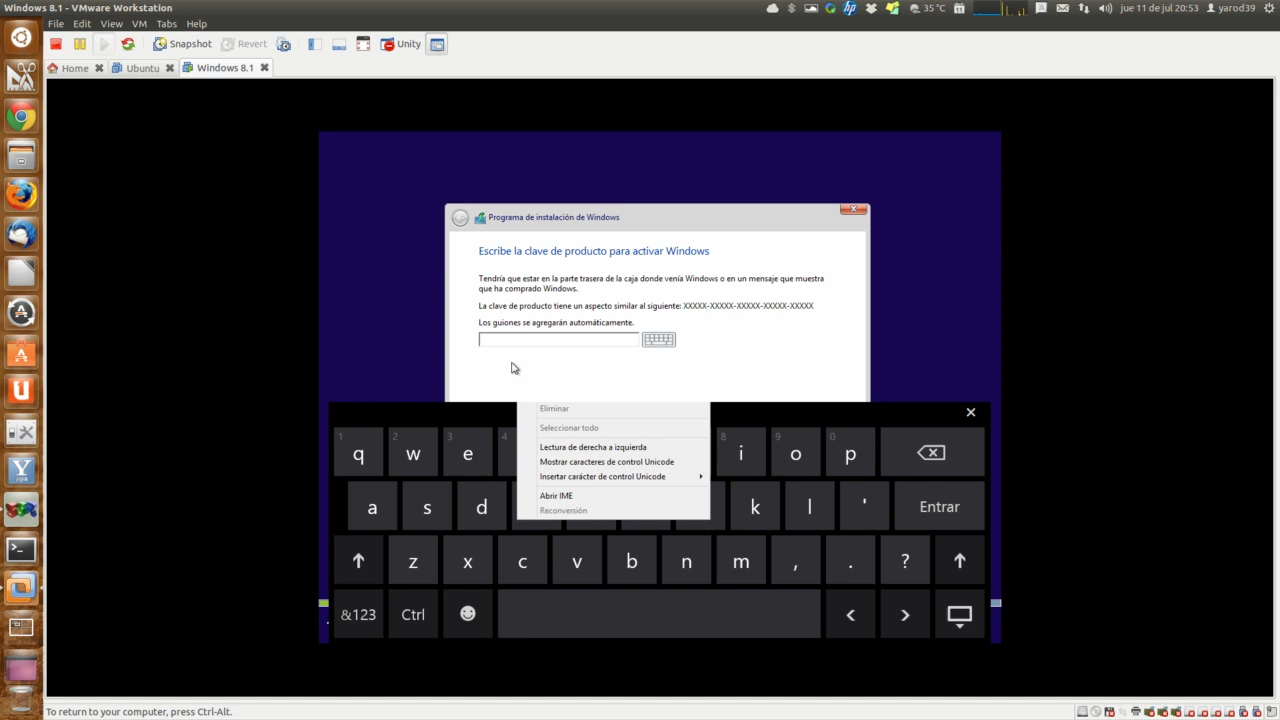 Windows 8.1 - VMware Workstation
35 °C
jue 11 de jul 20:53
yarod39
File Edit View VM Tabs Help
Snapshot Revert Unity
Home Ubuntu Windows 8.1
Programa de instalación de Windows
Escribe la clave de producto para activar Windows
Tendría que estar en la parte trasera de la caja donde venía Windows o en un mensaje que muestra
que ha comprado Windows.
La clave de producto tiene un aspecto similar al siguiente: XXXXX-XXXXX-XXXXX-XXXXX-XXXXX
Los guiones se agregarán automáticamente.
Eliminar
Seleccionar todo
Lectura de derecha a izquierda
Mostrar caracteres de control Unicode
Insertar carácter de control Unicode
Abrir IME
Reconversión
1 2 3 4 8 9 0
q w e i o p
a s d k l ' Entrar
z x c v b n m , . ?
&123 Ctrl < >
To return to your computer, press Ctrl-Alt.